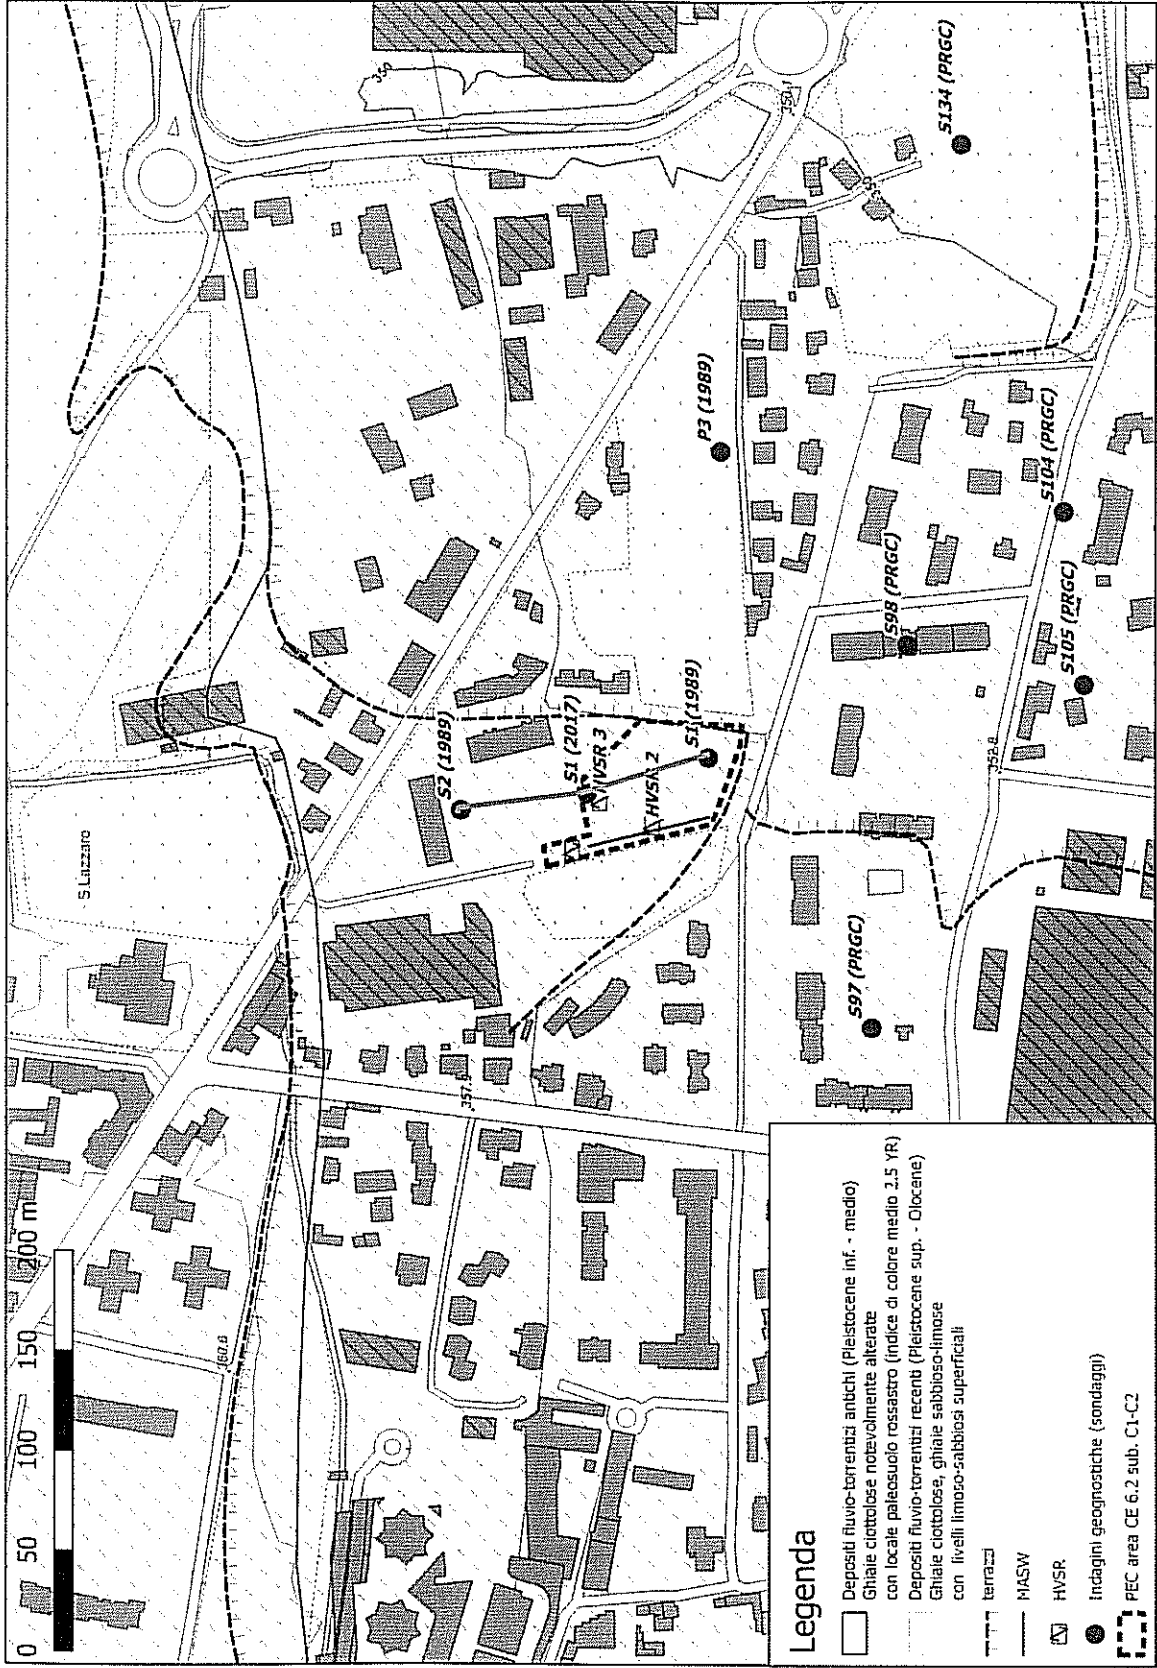 0 50 100 150 200 m
S.Lazzaro
350
351
350
357.9
352.9
S134 (PRGC)
P3 (1989)
S2 (1989)
S1 (2017)
HVSR 3
HVSR 2
S1 (1989)
S98 (PRGC)
S104 (PRGC)
S105 (PRGC)
S97 (PRGC)
Legenda
Depositi fluvio-torrentizi antichi (Pleistocene inf. - medio)
Ghiaie ciottolose notevolmente alterate
con locale paleosuolo rossastro (indice di colore medio 2.5 YR)
Depositi fluvio-torrentizi recenti (Pleistocene sup. - Olocene)
Ghiaie ciottolose, ghiaie sabbioso-limose
con livelli limoso-sabbiosi superficiali
terrazzi
MASW
HVSR
Indagini geognostiche (sondaggi)
PEC area CE 6.2 sub. C1-C2